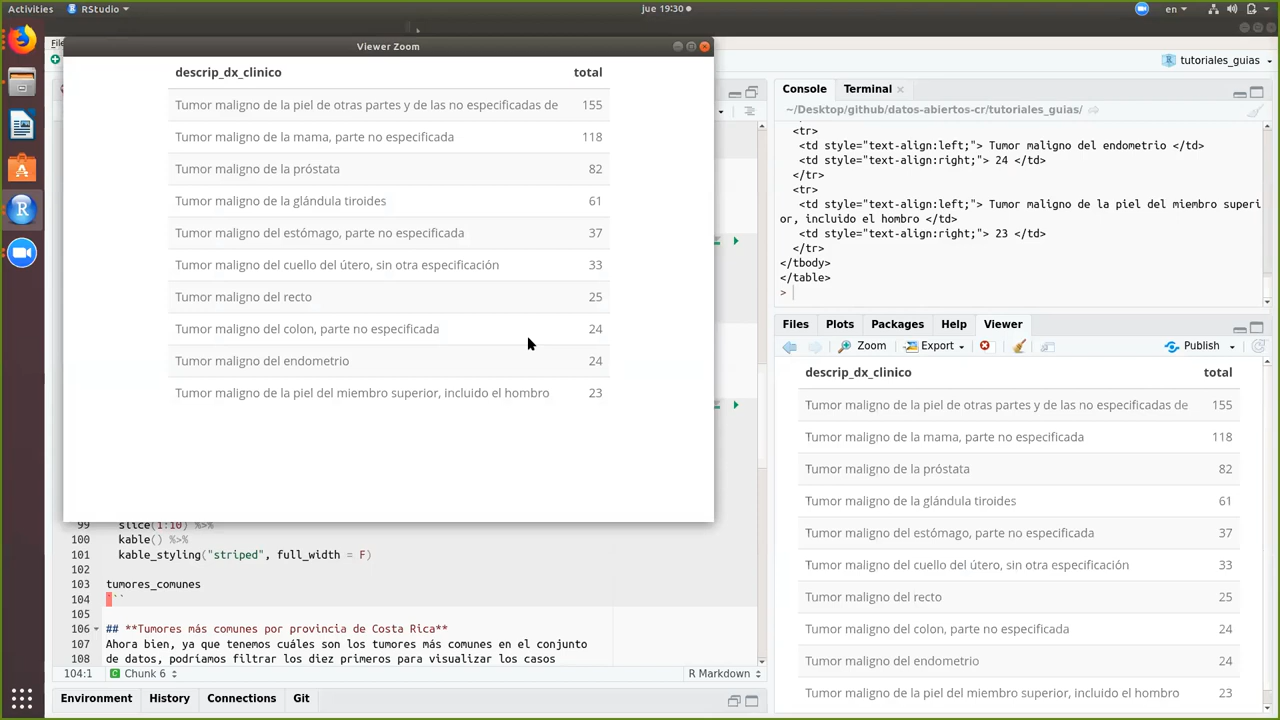 Activities RStudio jue 19:30 en
File
tutoriales_guias
Viewer Zoom
descrip_dx_clinico total
Tumor maligno de la piel de otras partes y de las no especificadas de 155
Tumor maligno de la mama, parte no especificada 118
Tumor maligno de la próstata 82
Tumor maligno de la glándula tiroides 61
Tumor maligno del estómago, parte no especificada 37
Tumor maligno del cuello del útero, sin otra especificación 33
Tumor maligno del recto 25
Tumor maligno del colon, parte no especificada 24
Tumor maligno del endometrio 24
Tumor maligno de la piel del miembro superior, incluido el hombro 23
99 slice(1:10) %>%
100 kable() %>%
101 kable_styling("striped", full_width = F)
102
103 tumores_comunes
104 ```
105
106 ## **Tumores más comunes por provincia de Costa Rica**
107 Ahora bien, ya que tenemos cuáles son los tumores más comunes en el conjunto
108 de datos, podriamos filtrar los diez primeros para visualizar los casos
104:1 Chunk 6 R Markdown
Environment History Connections Git
Console Terminal
~/Desktop/github/datos-abiertos-cr/tutoriales_guias/
<tr>
<td style="text-align:left;"> Tumor maligno del endometrio </td>
<td style="text-align:right;"> 24 </td>
</tr>
<tr>
<td style="text-align:left;"> Tumor maligno de la piel del miembro superi
or, incluido el hombro </td>
<td style="text-align:right;"> 23 </td>
</tr>
</tbody>
</table>
>
Files Plots Packages Help Viewer
Zoom Export Publish
descrip_dx_clinico total
Tumor maligno de la piel de otras partes y de las no especificadas de 155
Tumor maligno de la mama, parte no especificada 118
Tumor maligno de la próstata 82
Tumor maligno de la glándula tiroides 61
Tumor maligno del estómago, parte no especificada 37
Tumor maligno del cuello del útero, sin otra especificación 33
Tumor maligno del recto 25
Tumor maligno del colon, parte no especificada 24
Tumor maligno del endometrio 24
Tumor maligno de la piel del miembro superior, incluido el hombro 23